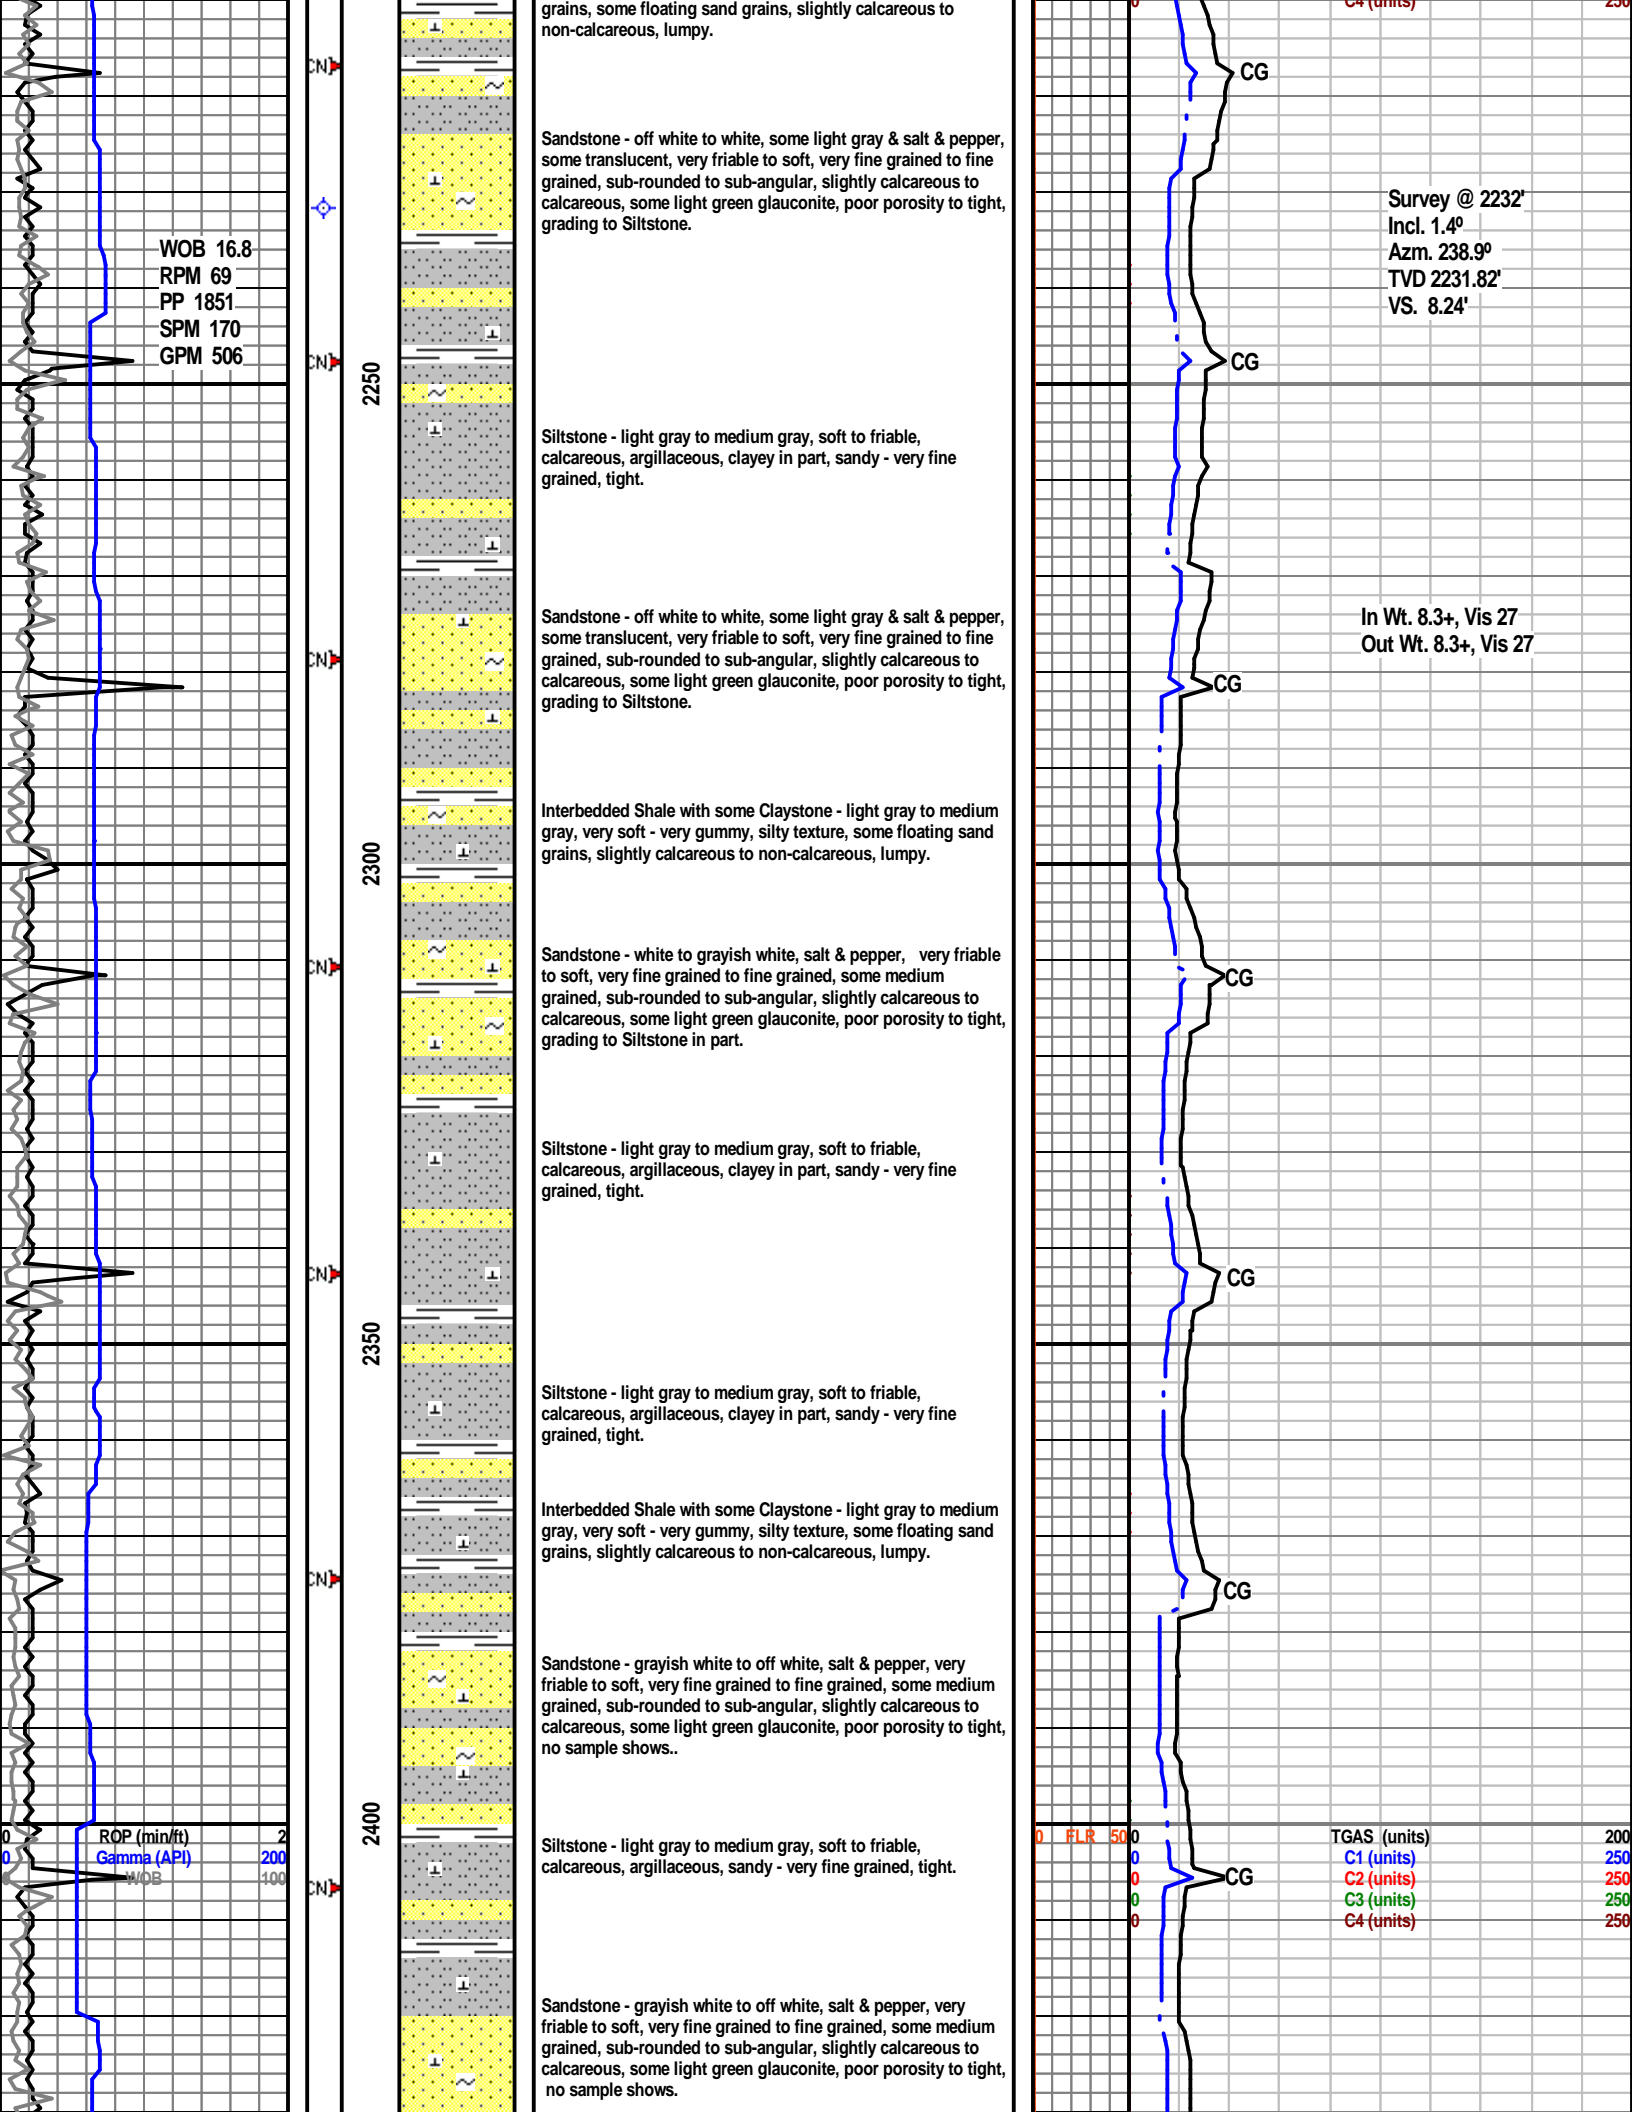 grains, some floating sand grains, slightly calcareous to
non-calcareous, lumpy.
C4 (units)
CN]
CG
Sandstone - off white to white, some light gray & salt & pepper,
some translucent, very friable to soft, very fine grained to fine
grained, sub-rounded to sub-angular, slightly calcareous to
calcareous, some light green glauconite, poor porosity to tight,
grading to Siltstone.
Survey @ 2232'
Incl. 1.4º
Azm. 238.9º
TVD 2231.82'
VS. 8.24'
WOB 16.8
RPM 69
PP 1851
SPM 170
GPM 506
CN]
CG
2250
Siltstone - light gray to medium gray, soft to friable,
calcareous, argillaceous, clayey in part, sandy - very fine
grained, tight.
Sandstone - off white to white, some light gray & salt & pepper,
some translucent, very friable to soft, very fine grained to fine
grained, sub-rounded to sub-angular, slightly calcareous to
calcareous, some light green glauconite, poor porosity to tight,
grading to Siltstone.
In Wt. 8.3+, Vis 27
Out Wt. 8.3+, Vis 27
CN]
CG
Interbedded Shale with some Claystone - light gray to medium
gray, very soft - very gummy, silty texture, some floating sand
grains, slightly calcareous to non-calcareous, lumpy.
2300
Sandstone - white to grayish white, salt & pepper, very friable
to soft, very fine grained to fine grained, some medium
grained, sub-rounded to sub-angular, slightly calcareous to
calcareous, some light green glauconite, poor porosity to tight,
grading to Siltstone in part.
CN]
CG
Siltstone - light gray to medium gray, soft to friable,
calcareous, argillaceous, clayey in part, sandy - very fine
grained, tight.
CN]
CG
2350
Siltstone - light gray to medium gray, soft to friable,
calcareous, argillaceous, clayey in part, sandy - very fine
grained, tight.
Interbedded Shale with some Claystone - light gray to medium
gray, very soft - very gummy, silty texture, some floating sand
grains, slightly calcareous to non-calcareous, lumpy.
CN]
CG
Sandstone - grayish white to off white, salt & pepper, very
friable to soft, very fine grained to fine grained, some medium
grained, sub-rounded to sub-angular, slightly calcareous to
calcareous, some light green glauconite, poor porosity to tight,
no sample shows..
2400
0 ROP (min/ft) 2
0 Gamma (API) 200
0 WOB 100
Siltstone - light gray to medium gray, soft to friable,
calcareous, argillaceous, sandy - very fine grained, tight.
0 FLR 50
0 TGAS (units) 200
0 C1 (units) 250
0 C2 (units) 250
0 C3 (units) 250
0 C4 (units) 250
CN]
CG
Sandstone - grayish white to off white, salt & pepper, very
friable to soft, very fine grained to fine grained, some medium
grained, sub-rounded to sub-angular, slightly calcareous to
calcareous, some light green glauconite, poor porosity to tight,
no sample shows.